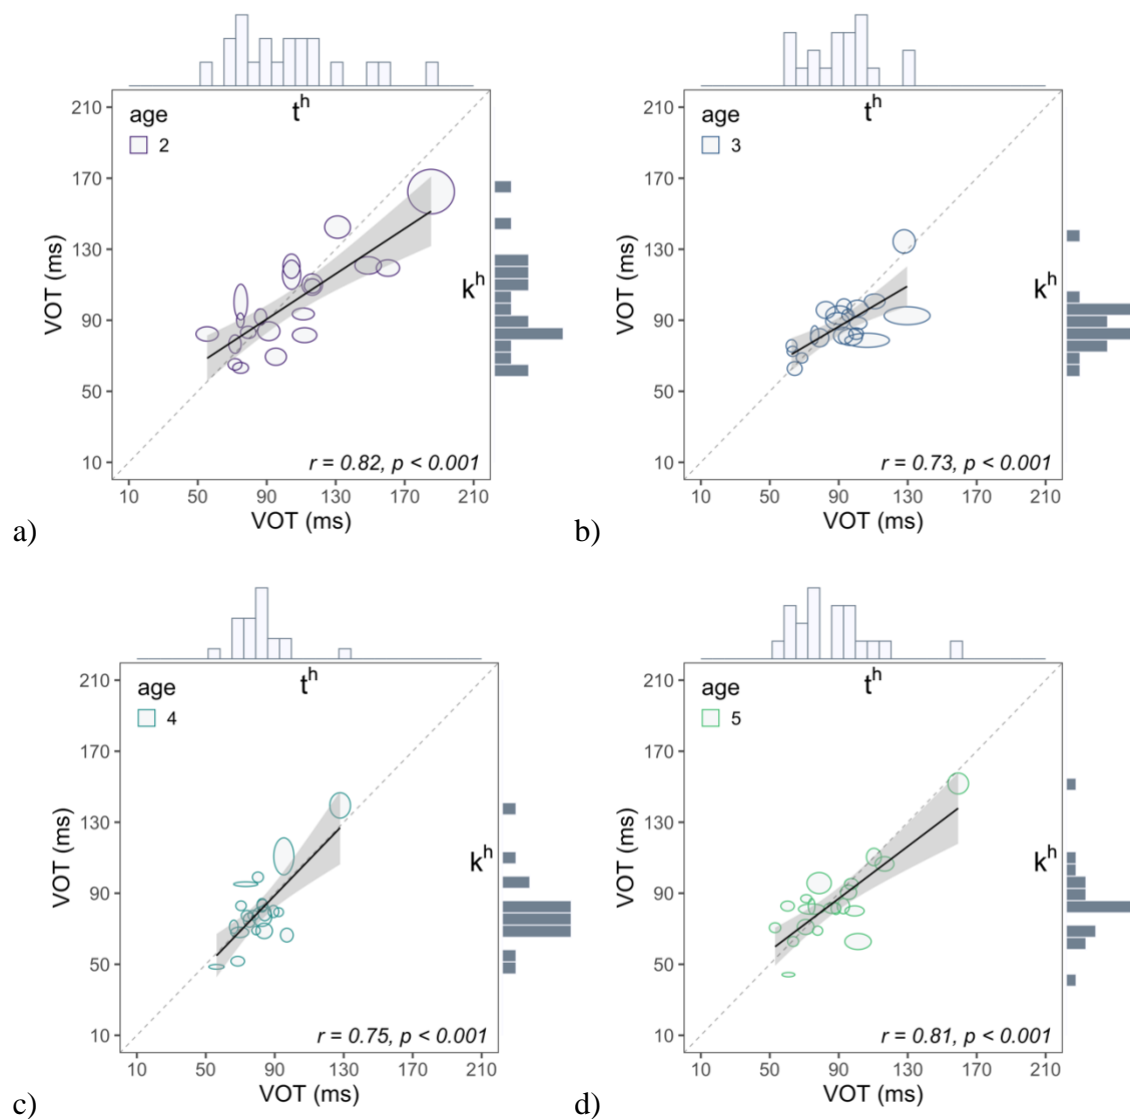 tʰ
age
2
210
170
130
90
50
10
VOT (ms)
kʰ
r = 0.82, p < 0.001
10 50 90 130 170 210
VOT (ms)
a)
tʰ
age
3
210
170
130
90
50
10
VOT (ms)
kʰ
r = 0.73, p < 0.001
10 50 90 130 170 210
VOT (ms)
b)
tʰ
age
4
210
170
130
90
50
10
VOT (ms)
kʰ
r = 0.75, p < 0.001
10 50 90 130 170 210
VOT (ms)
c)
tʰ
age
5
210
170
130
90
50
10
VOT (ms)
kʰ
r = 0.81, p < 0.001
10 50 90 130 170 210
VOT (ms)
d)